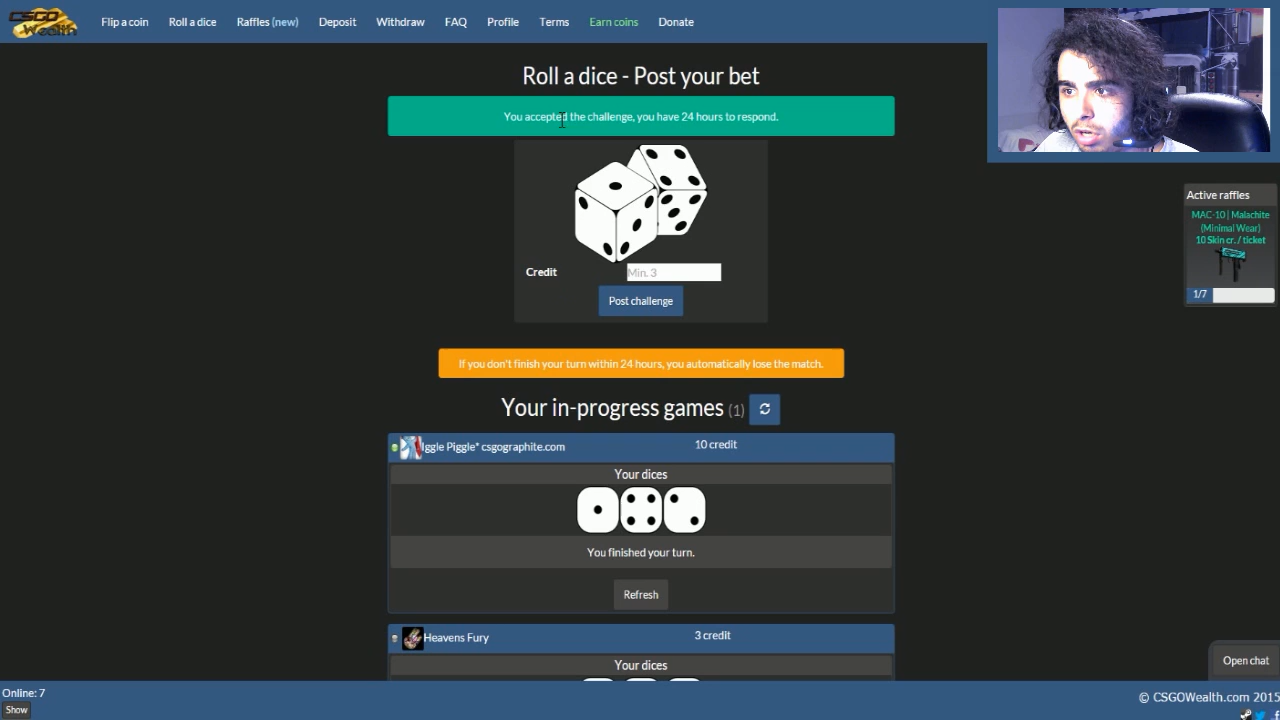 CSGO
Wealth
Flip a coin
Roll a dice
Raffles (new)
Deposit
Withdraw
FAQ
Profile
Terms
Earn coins
Donate
Roll a dice - Post your bet
You accepted the challenge, you have 24 hours to respond.
Credit
Min. 3
Post challenge
If you don't finish your turn within 24 hours, you automatically lose the match.
Your in-progress games (1)
Iggle Piggle* csgographite.com
10 credit
Your dices
You finished your turn.
Refresh
Heavens Fury
3 credit
Your dices
Active raffles
MAC-10 | Malachite
(Minimal Wear)
10 Skin cr. / ticket
1/7
Open chat
Online: 7
Show
© CSGOWealth.com 2015